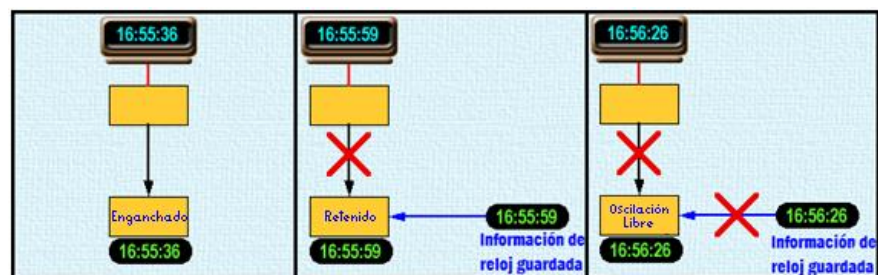 16:55:36
Enganchado
16:55:36
16:55:59
Retenido
16:55:59
16:55:59
Información de
reloj guardada
16:56:26
Oscilación
Libre
16:56:26
16:56:26
Información de
reloj guardada